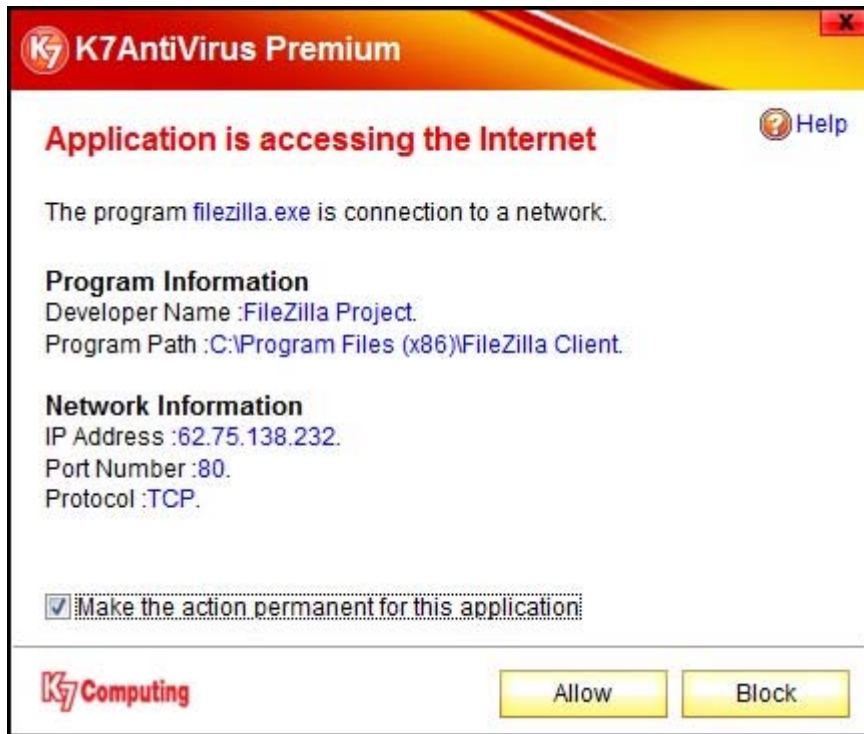 K7 K7AntiVirus Premium
X
Application is accessing the Internet
Help
The program filezilla.exe is connection to a network.
Program Information
Developer Name :FileZilla Project.
Program Path :C:\Program Files (x86)\FileZilla Client.
Network Information
IP Address :62.75.138.232.
Port Number :80.
Protocol :TCP.
Make the action permanent for this application
K7 Computing
Allow
Block